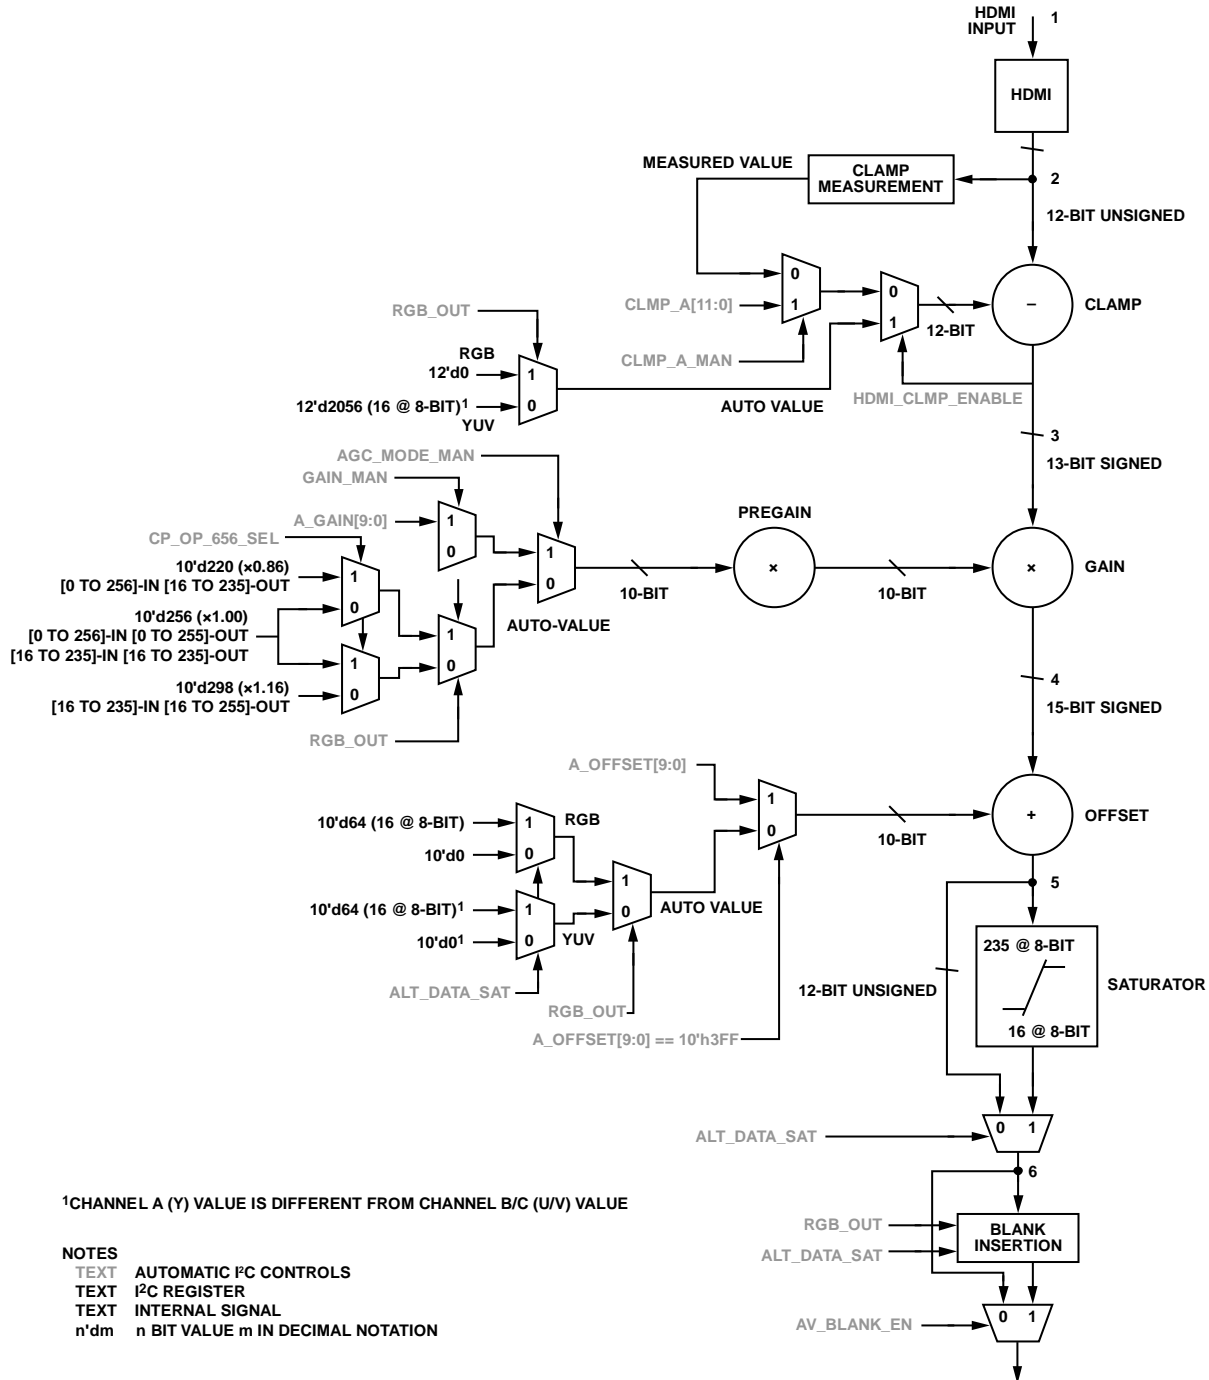 HDMI
INPUT
1
HDMI
MEASURED VALUE
CLAMP
MEASUREMENT
2
12-BIT UNSIGNED
0
1
CLMP_A[11:0]
0
1
12-BIT
–
CLAMP
RGB_OUT
CLMP_A_MAN
RGB
12'd0
1
12'd2056 (16 @ 8-BIT)¹
0
YUV
AUTO VALUE
HDMI_CLMP_ENABLE
3
13-BIT SIGNED
AGC_MODE_MAN
GAIN_MAN
A_GAIN[9:0]
1
0
PREGAIN
CP_OP_656_SEL
10'd220 (×0.86)
[0 TO 256]-IN [16 TO 235]-OUT
1
0
1
0
×
×
GAIN
10-BIT
10-BIT
10'd256 (×1.00)
[0 TO 256]-IN [0 TO 255]-OUT
[16 TO 235]-IN [16 TO 235]-OUT
1
0
AUTO-VALUE
1
0
10'd298 (×1.16)
[16 TO 235]-IN [16 TO 255]-OUT
4
15-BIT SIGNED
RGB_OUT
A_OFFSET[9:0]
1
0
10'd64 (16 @ 8-BIT)
1
RGB
10'd0
0
10-BIT
+
OFFSET
10'd64 (16 @ 8-BIT)¹
1
10'd0¹
0
YUV
1
0
AUTO VALUE
5
ALT_DATA_SAT
RGB_OUT
A_OFFSET[9:0] == 10'h3FF
12-BIT UNSIGNED
235 @ 8-BIT
16 @ 8-BIT
SATURATOR
ALT_DATA_SAT
0 1
6
RGB_OUT
ALT_DATA_SAT
BLANK
INSERTION
AV_BLANK_EN
0 1
¹CHANNEL A (Y) VALUE IS DIFFERENT FROM CHANNEL B/C (U/V) VALUE
NOTES
TEXT AUTOMATIC I²C CONTROLS
TEXT I²C REGISTER
TEXT INTERNAL SIGNAL
n'dm n BIT VALUE m IN DECIMAL NOTATION